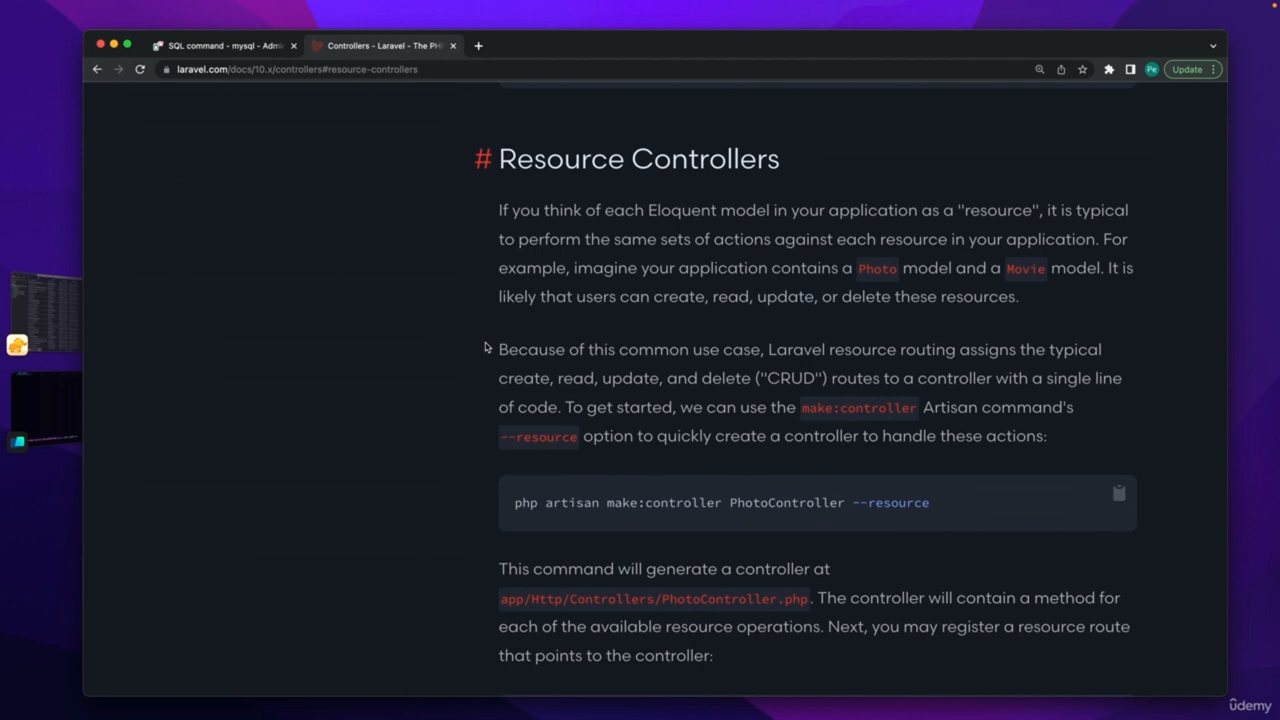 SQL command - mysql - Admi
Controllers - Laravel - The PH
laravel.com/docs/10.x/controllers#resource-controllers
Pe
Update
# Resource Controllers
If you think of each Eloquent model in your application as a "resource", it is typical
to perform the same sets of actions against each resource in your application. For
example, imagine your application contains a Photo model and a Movie model. It is
likely that users can create, read, update, or delete these resources.
Because of this common use case, Laravel resource routing assigns the typical
create, read, update, and delete ("CRUD") routes to a controller with a single line
of code. To get started, we can use the make:controller Artisan command's
--resource option to quickly create a controller to handle these actions:
php artisan make:controller PhotoController --resource
This command will generate a controller at
app/Http/Controllers/PhotoController.php. The controller will contain a method for
each of the available resource operations. Next, you may register a resource route
that points to the controller:
ûdemy